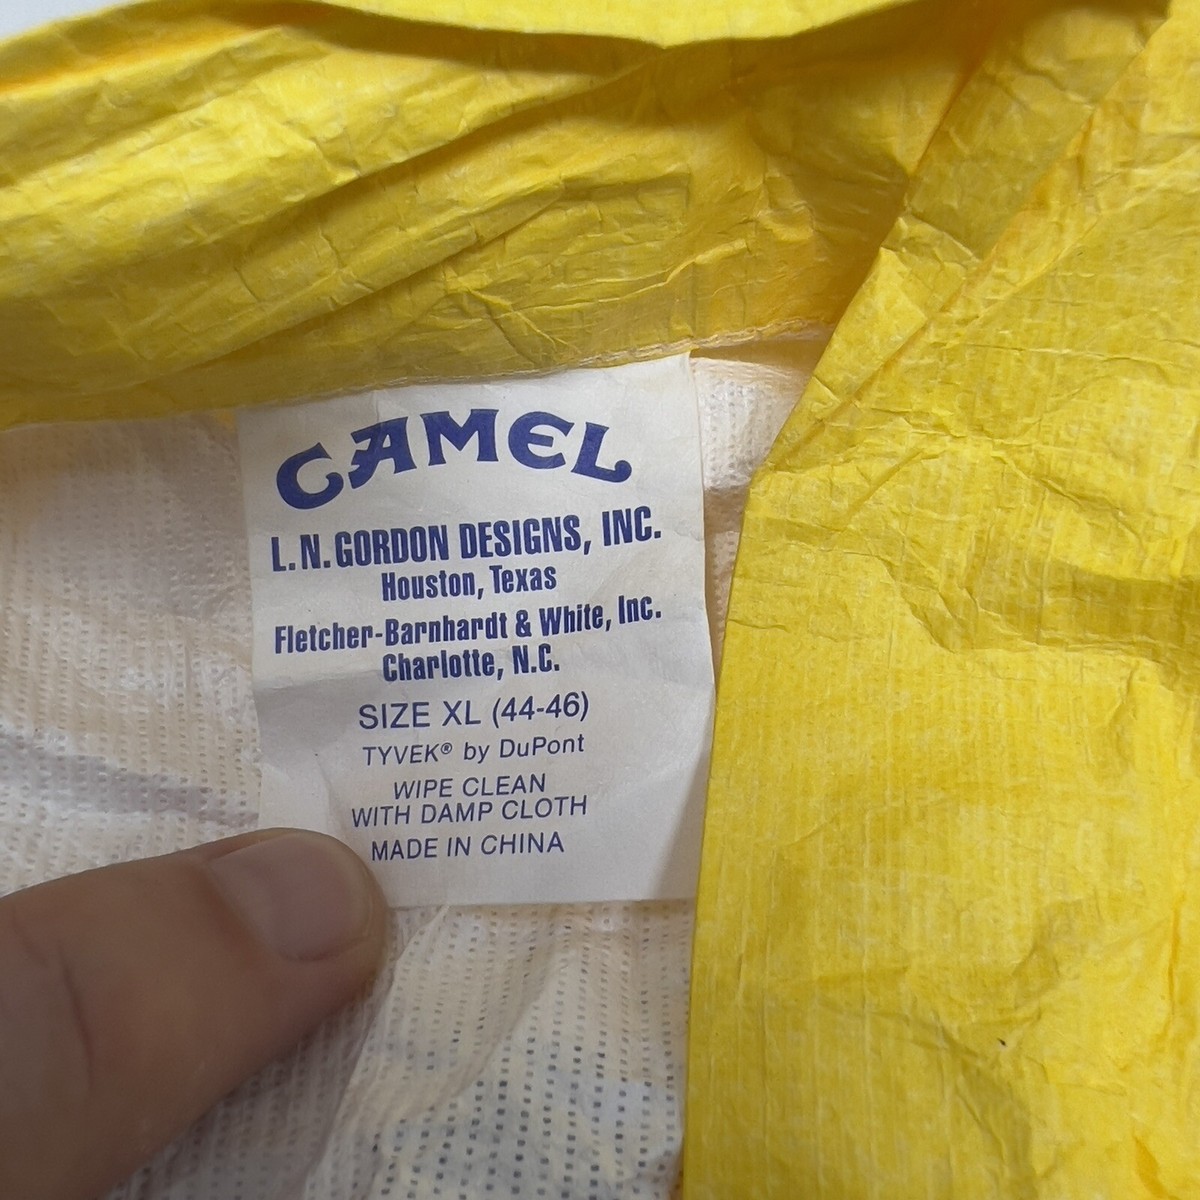 CAMEL
L.N. GORDON DESIGNS, INC.
Houston, Texas
Fletcher-Barnhardt & White, Inc.
Charlotte, N.C.
SIZE XL (44-46)
TYVEK® by DuPont
WIPE CLEAN
WITH DAMP CLOTH
MADE IN CHINA